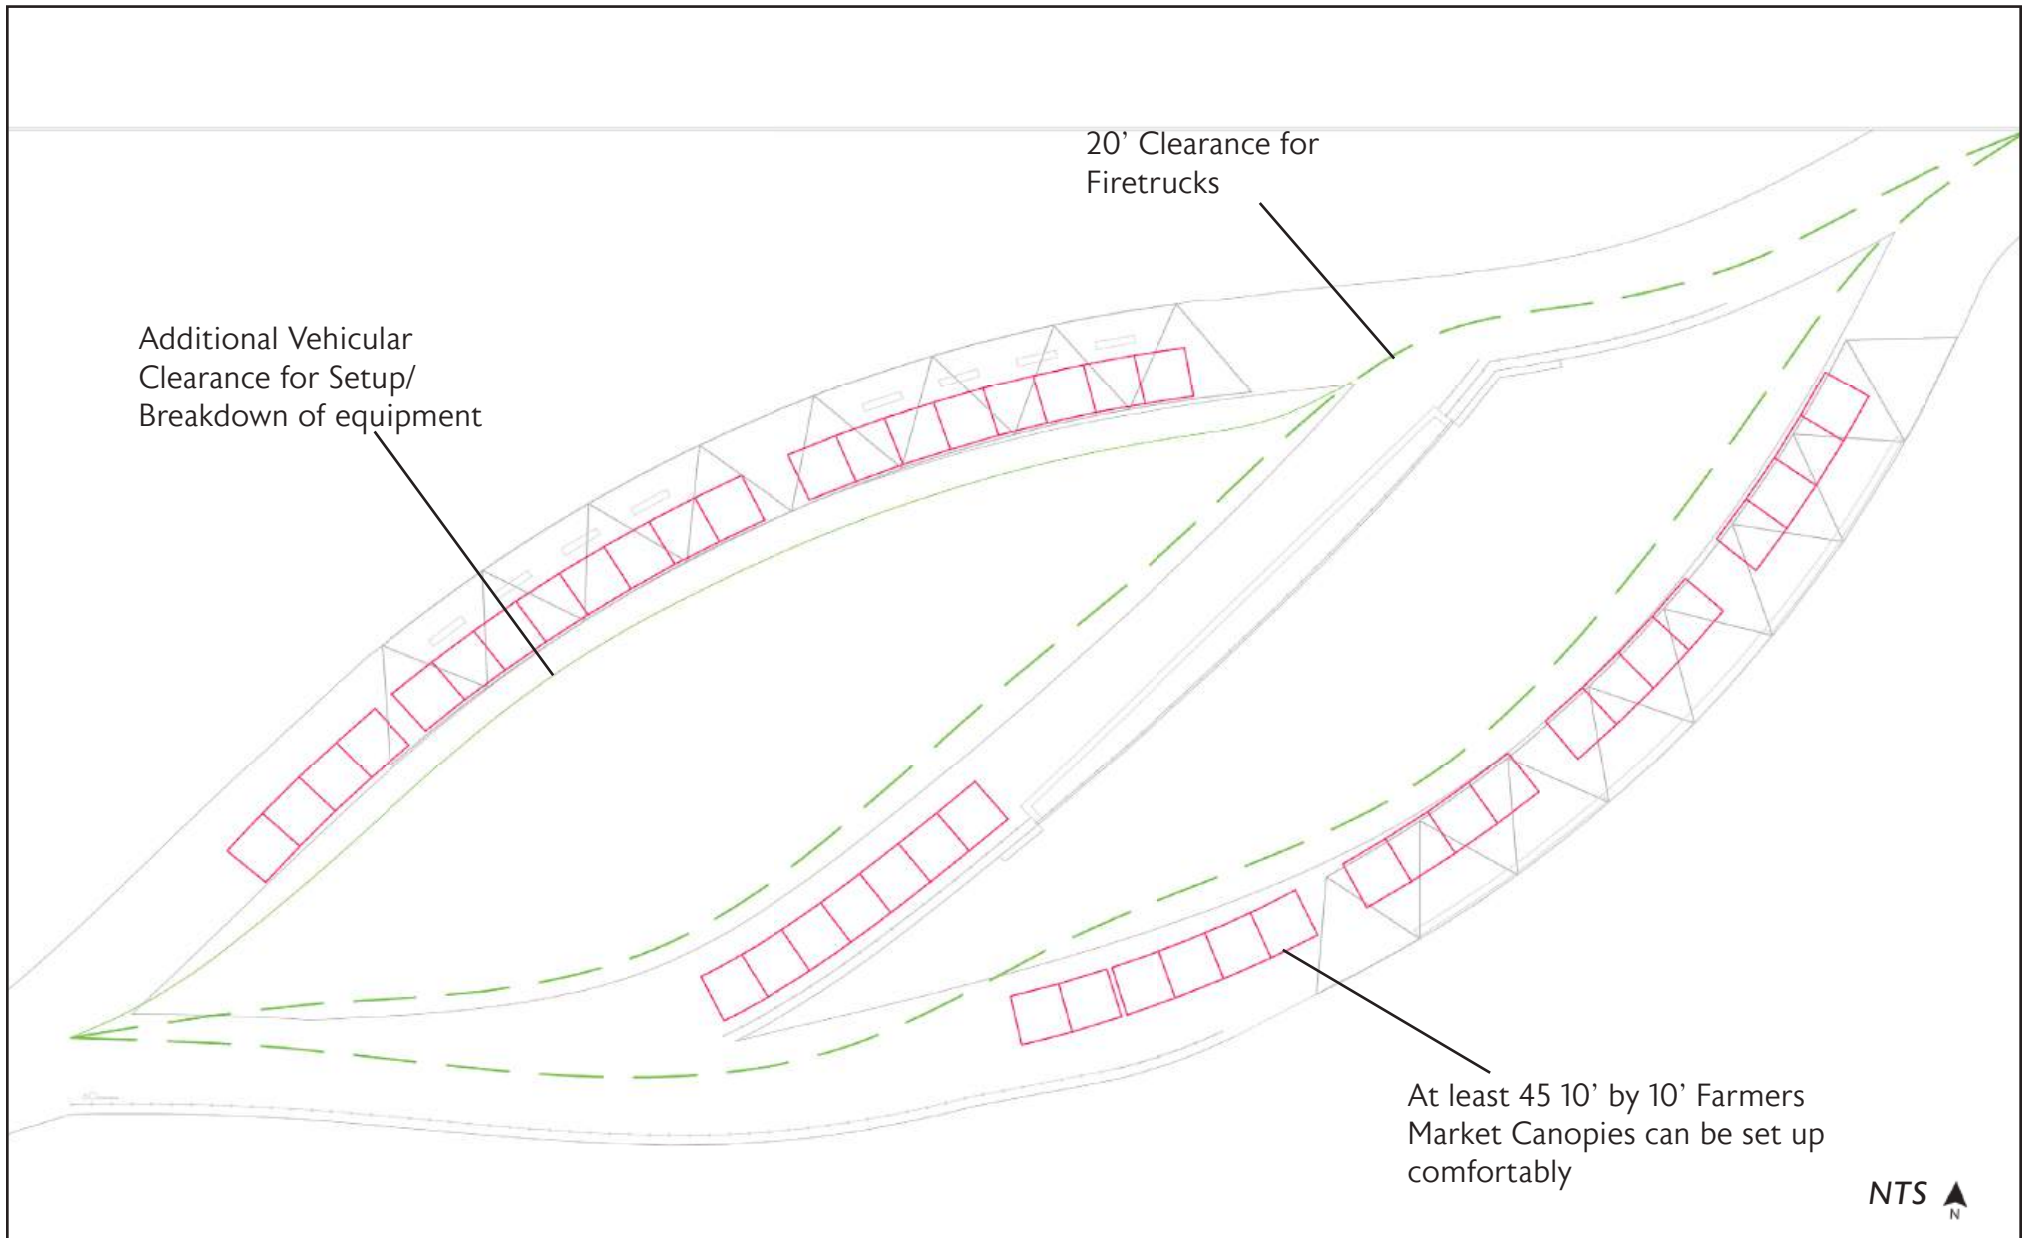 20’ Clearance for
Firetrucks
Additional Vehicular
Clearance for Setup/
Breakdown of equipment
At least 45 10’ by 10’ Farmers
Market Canopies can be set up
comfortably
NTS
N